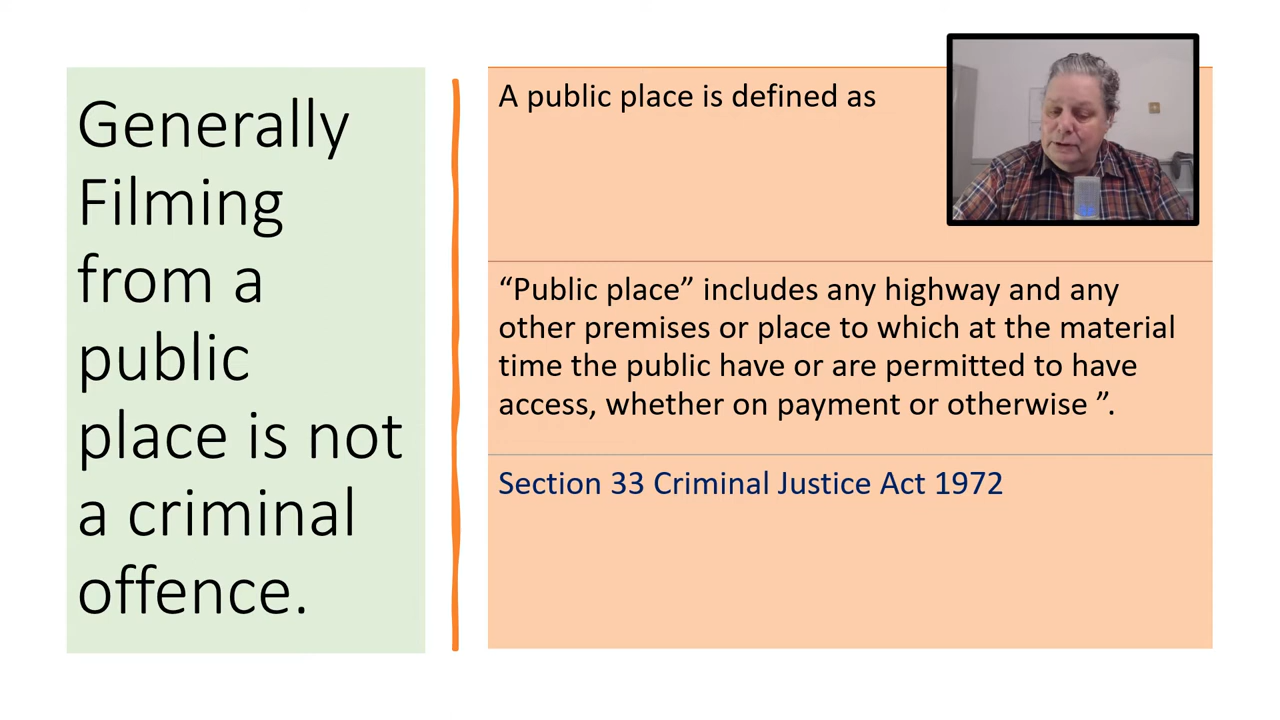 Generally
Filming
from a
public
place is not
a criminal
offence.
A public place is defined as
“Public place” includes any highway and any
other premises or place to which at the material
time the public have or are permitted to have
access, whether on payment or otherwise ”.
Section 33 Criminal Justice Act 1972